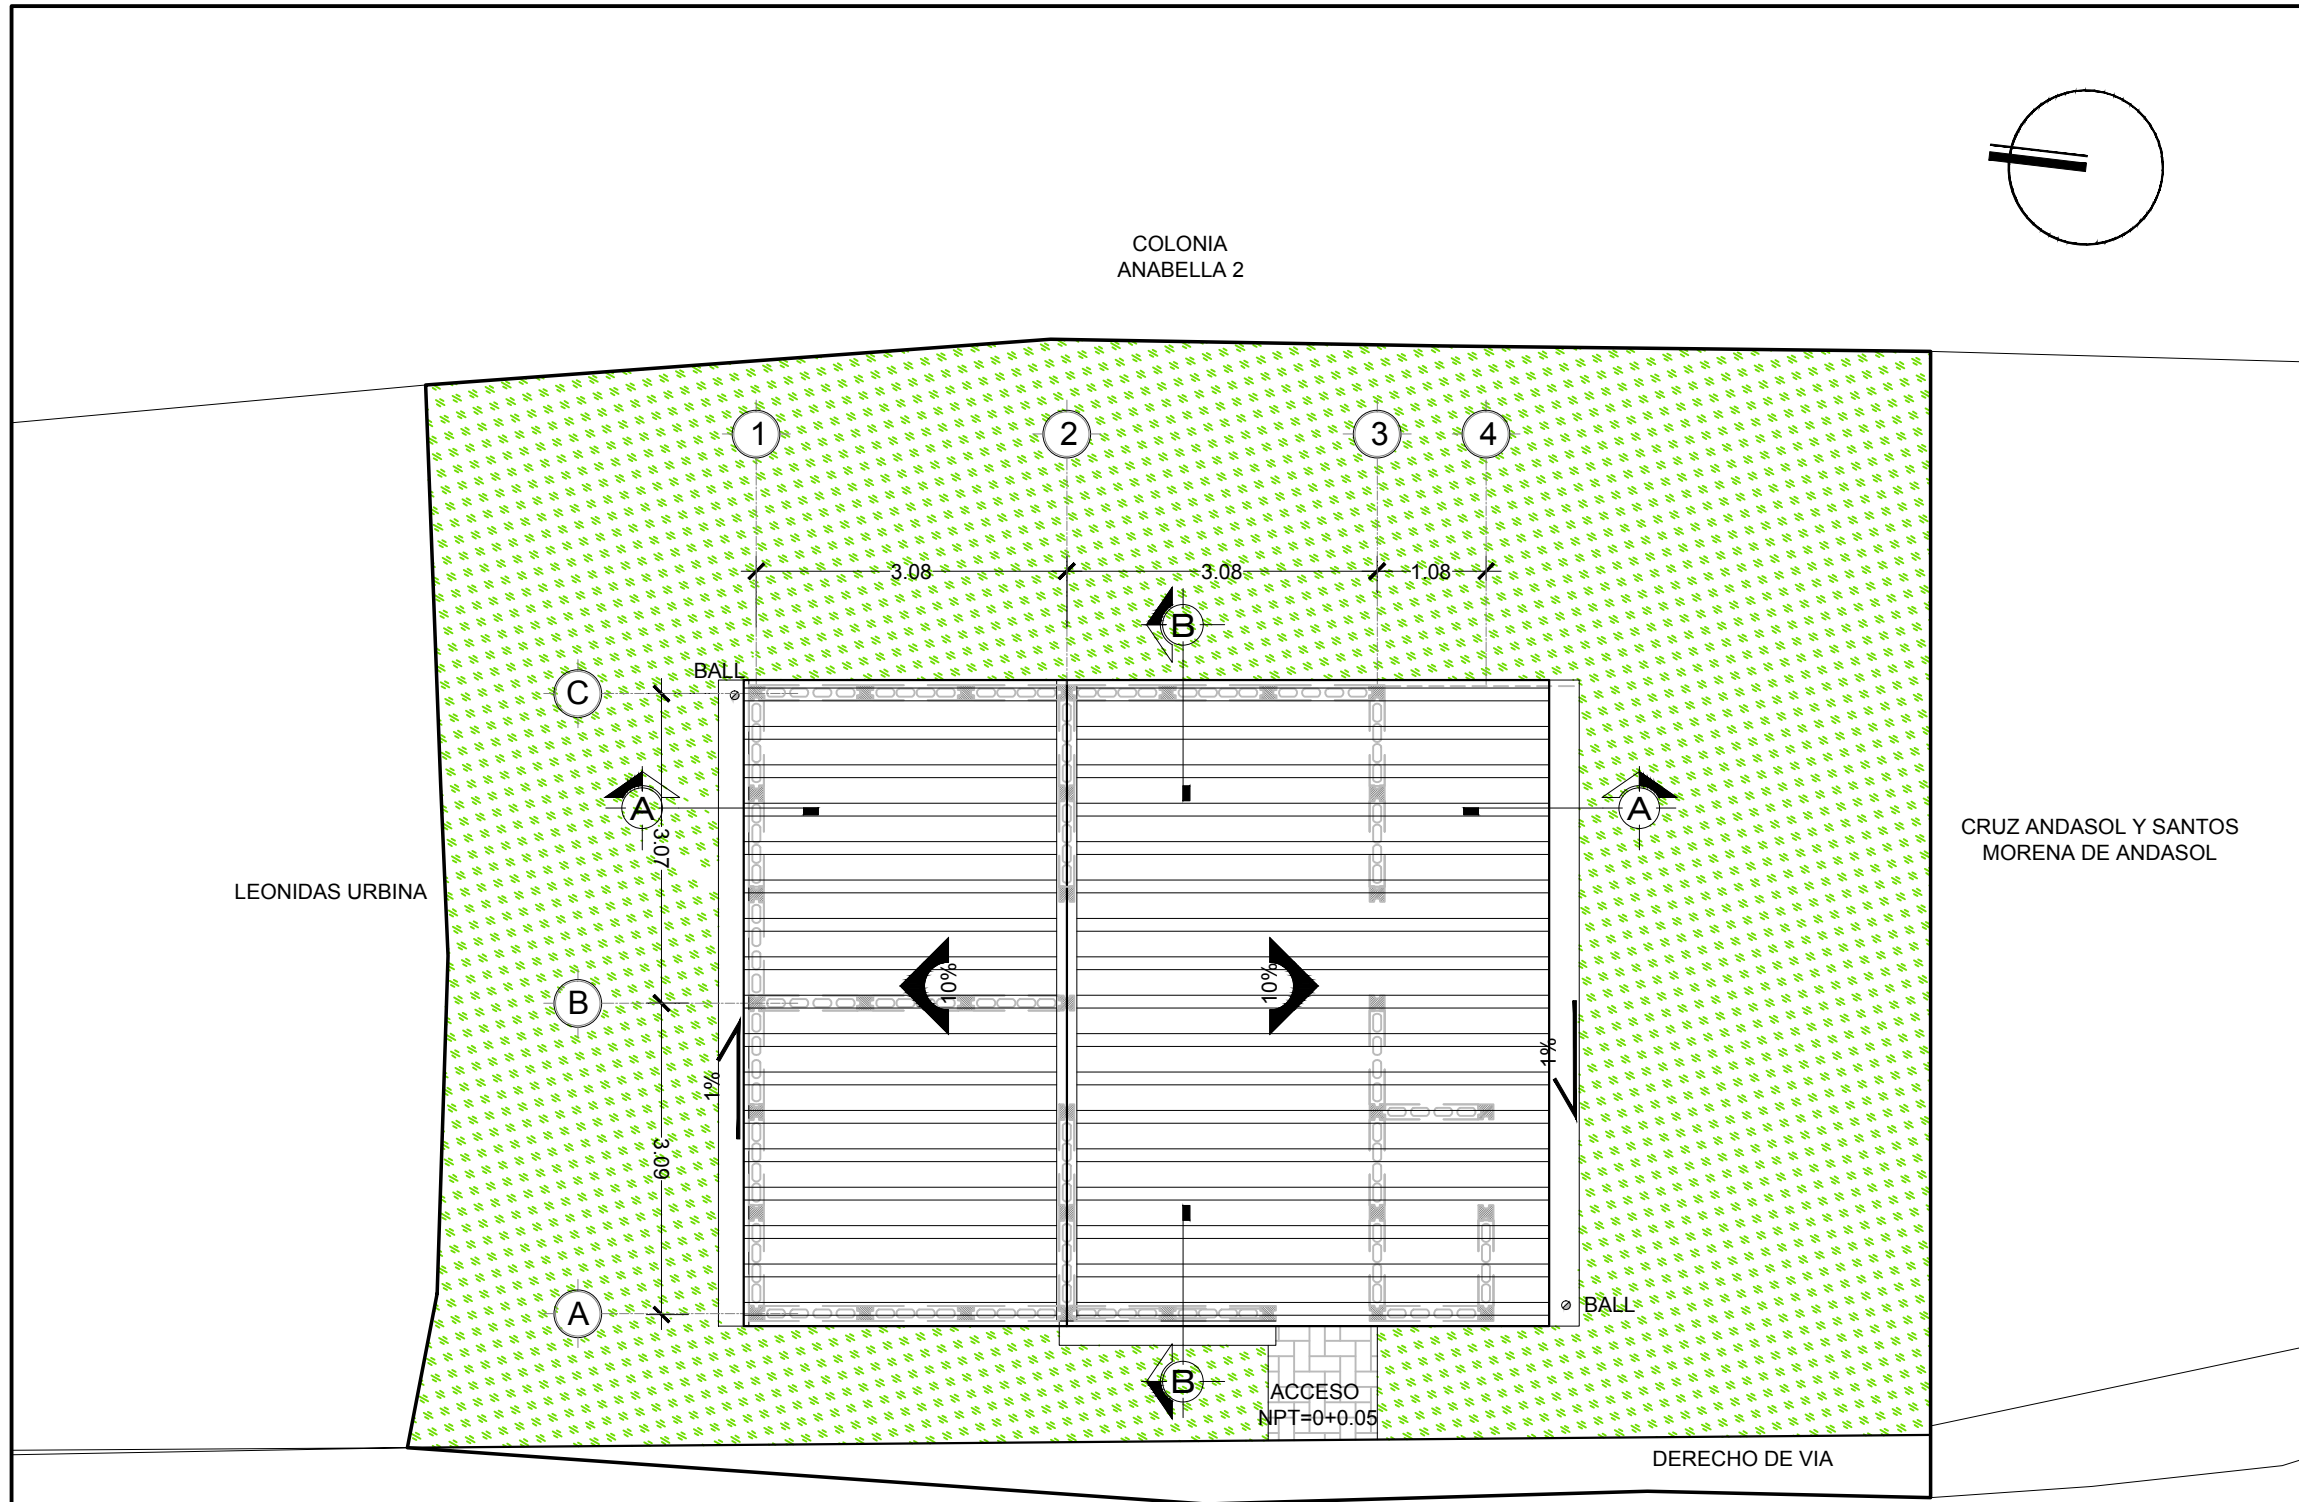 COLONIA
ANABELLA 2
1
2
3
4
3.08
3.08
1.08
B
BALL
C
A
A
3.07
CRUZ ANDASOL Y SANTOS
MORENA DE ANDASOL
LEONIDAS URBINA
10%
10%
B
1%
1%
3.09
A
BALL
B
ACCESO
NPT=0+0.05
DERECHO DE VIA